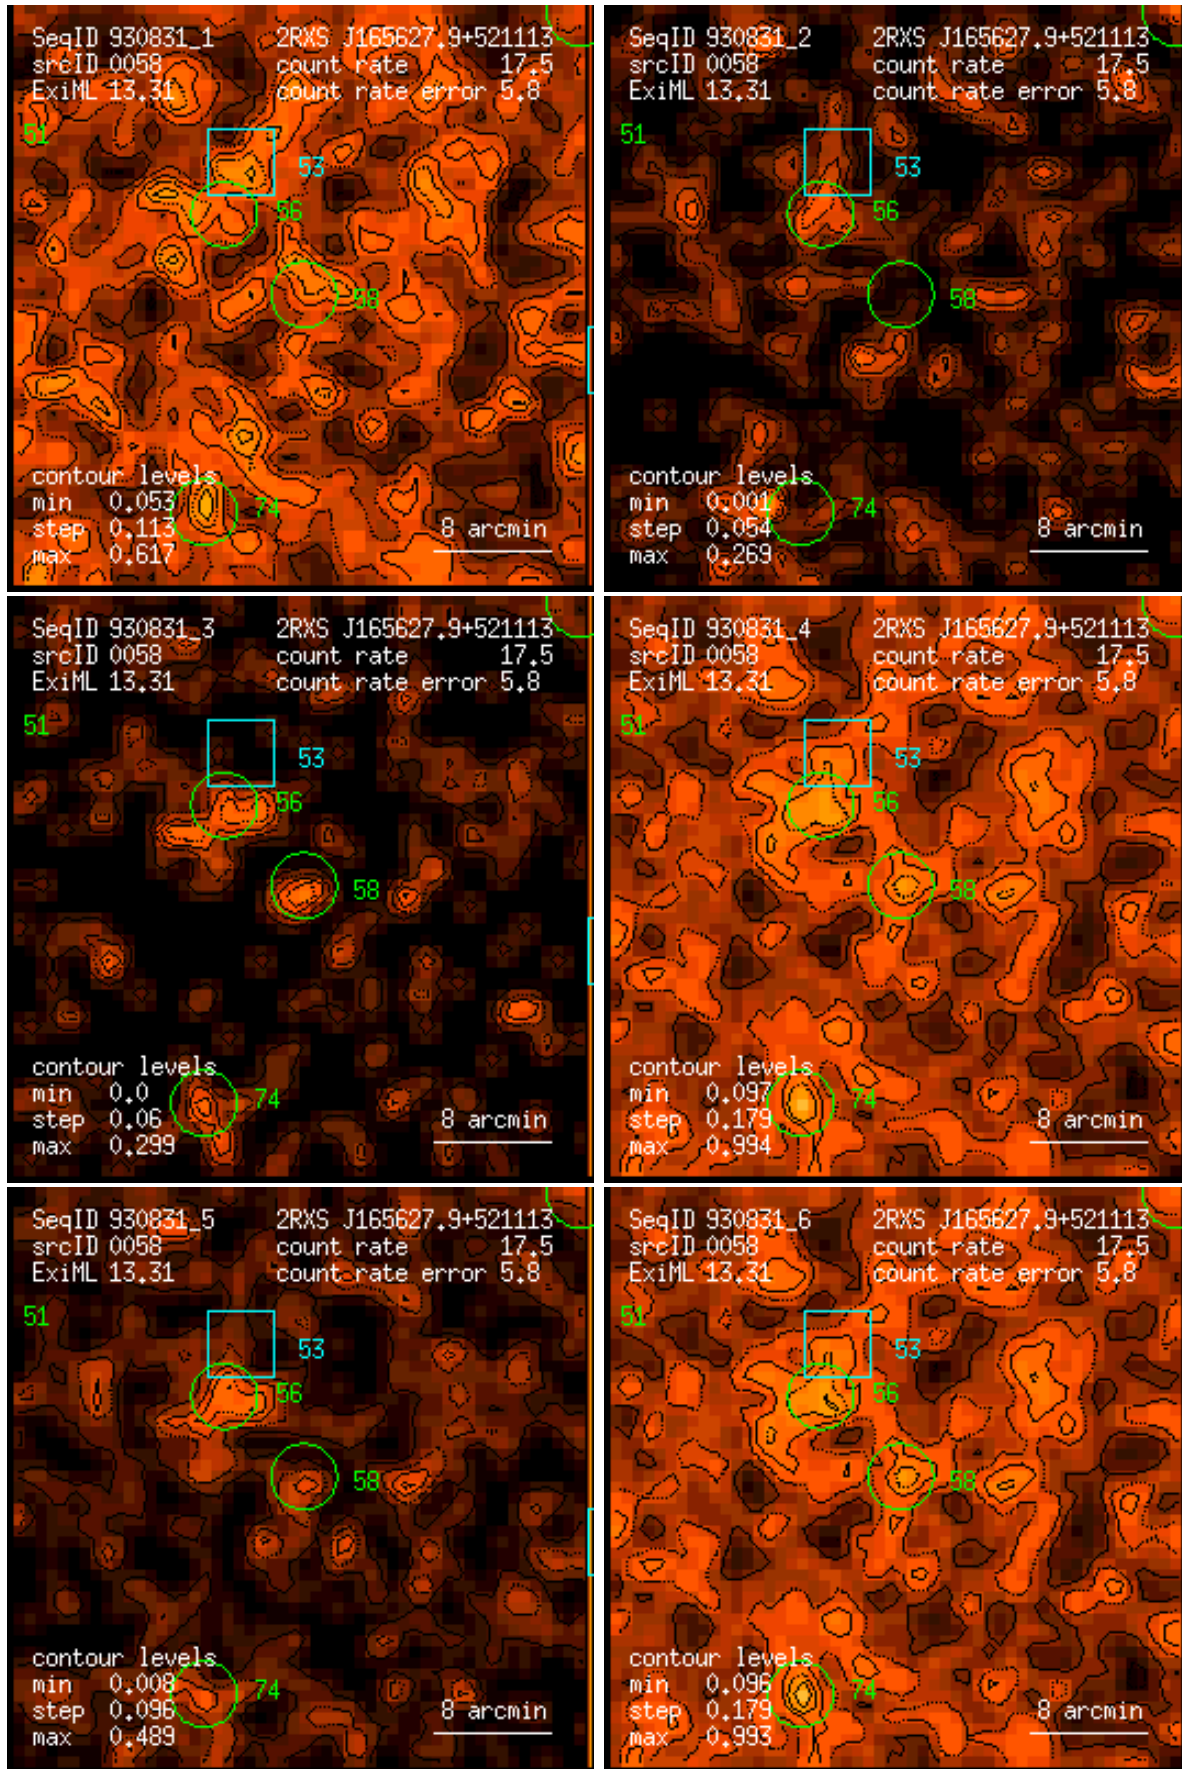 SeqID 930831_1 2RXS J165627.9+521113
srcID 0058 count rate 17.5
ExiML 13.31 count rate error 5.8
51
53
56
58
contour levels
min 0.053
74
step 0.113 8 arcmin
max 0.617
SeqID 930831_2 2RXS J165627.9+521113
srcID 0058 count rate 17.5
ExiML 13.31 count rate error 5.8
51
53
56
58
contour levels
min 0.001
74
step 0.054 8 arcmin
max 0.269
SeqID 930831_3 2RXS J165627.9+521113
srcID 0058 count rate 17.5
ExiML 13.31 count rate error 5.8
51
53
56
58
contour levels
min 0.0
74
step 0.06 8 arcmin
max 0.299
SeqID 930831_4 2RXS J165627.9+521113
srcID 0058 count rate 17.5
ExiML 13.31 count rate error 5.8
51
53
56
58
contour levels
min 0.097
74
step 0.179 8 arcmin
max 0.994
SeqID 930831_5 2RXS J165627.9+521113
srcID 0058 count rate 17.5
ExiML 13.31 count rate error 5.8
51
53
56
58
contour levels
min 0.008
74
step 0.096 8 arcmin
max 0.489
SeqID 930831_6 2RXS J165627.9+521113
srcID 0058 count rate 17.5
ExiML 13.31 count rate error 5.8
51
53
56
58
contour levels
min 0.096
74
step 0.179 8 arcmin
max 0.993